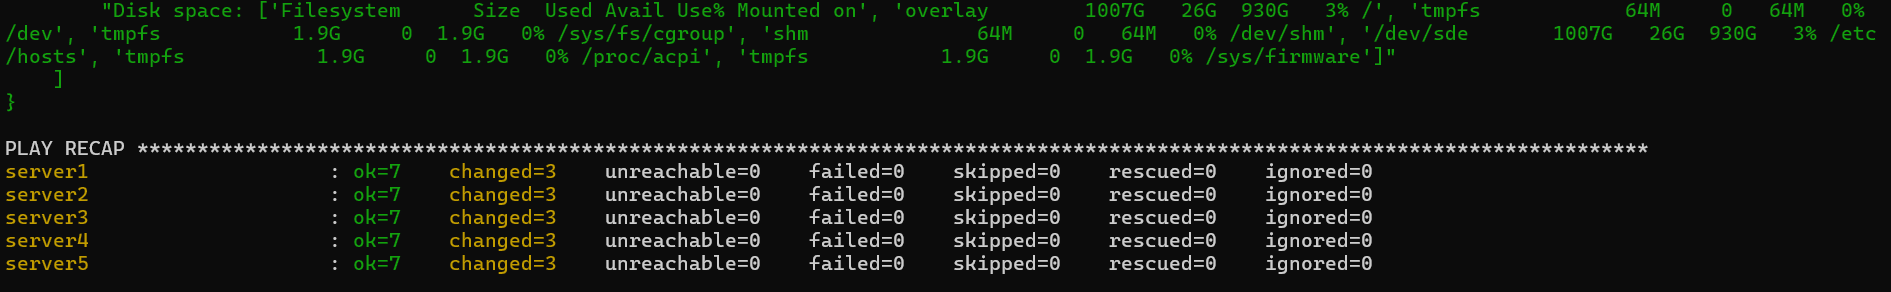 "Disk space: ['Filesystem      Size  Used Avail Use% Mounted on', 'overlay        1007G   26G  930G   3% /', 'tmpfs            64M     0   64M   0%
/dev', 'tmpfs           1.9G     0  1.9G   0% /sys/fs/cgroup', 'shm              64M     0   64M   0% /dev/shm', '/dev/sde       1007G   26G  930G   3% /etc
/hosts', 'tmpfs           1.9G     0  1.9G   0% /proc/acpi', 'tmpfs           1.9G     0  1.9G   0% /sys/firmware']"
]
}
PLAY RECAP ******************************************************************************************************************************
server1                    : ok=7    changed=3    unreachable=0    failed=0    skipped=0    rescued=0    ignored=0
server2                    : ok=7    changed=3    unreachable=0    failed=0    skipped=0    rescued=0    ignored=0
server3                    : ok=7    changed=3    unreachable=0    failed=0    skipped=0    rescued=0    ignored=0
server4                    : ok=7    changed=3    unreachable=0    failed=0    skipped=0    rescued=0    ignored=0
server5                    : ok=7    changed=3    unreachable=0    failed=0    skipped=0    rescued=0    ignored=0